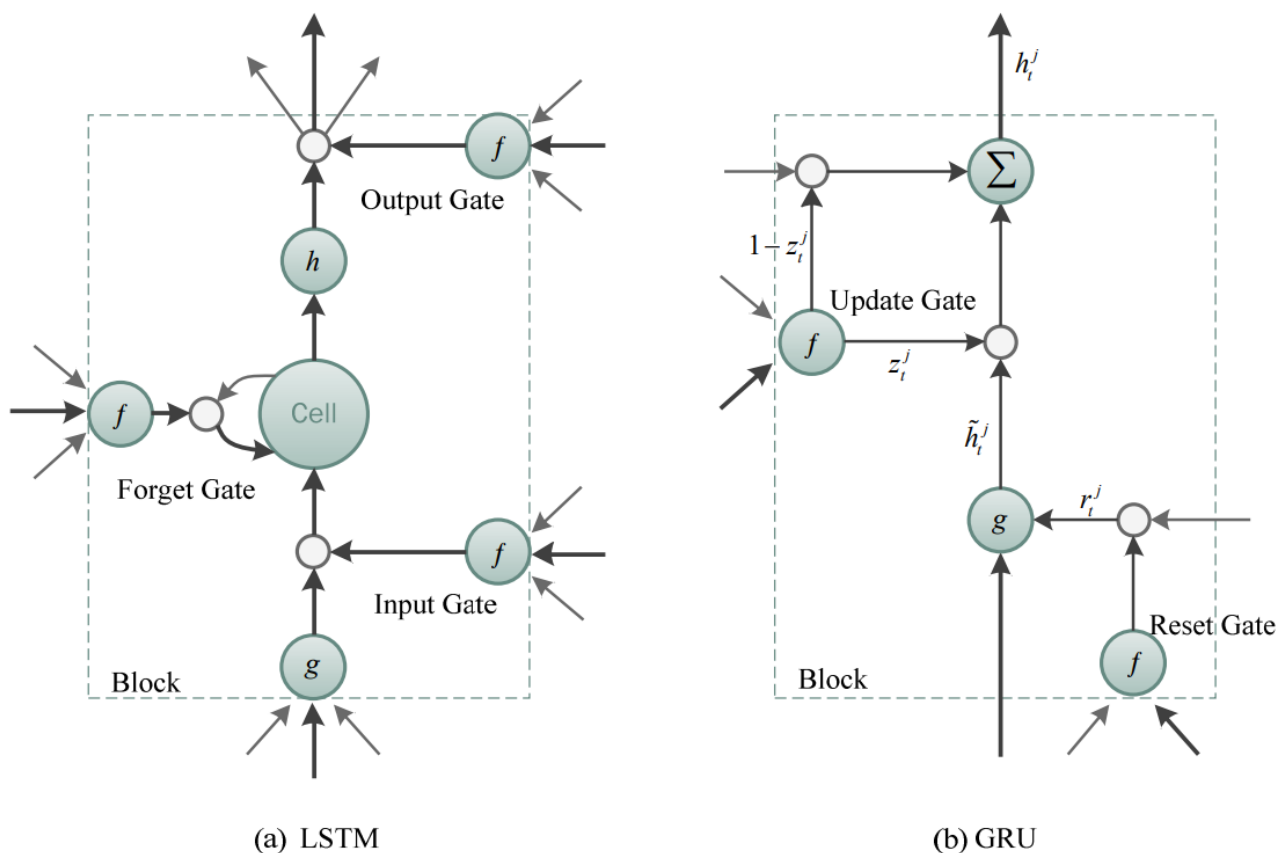 f
Output Gate
h
f
Cell
Forget Gate
f
Input Gate
g
Block
(a) LSTM
h_t^j
Σ
1 − z_t^j
Update Gate
f
z_t^j
h̃_t^j
g
r_t^j
Reset Gate
f
Block
(b) GRU